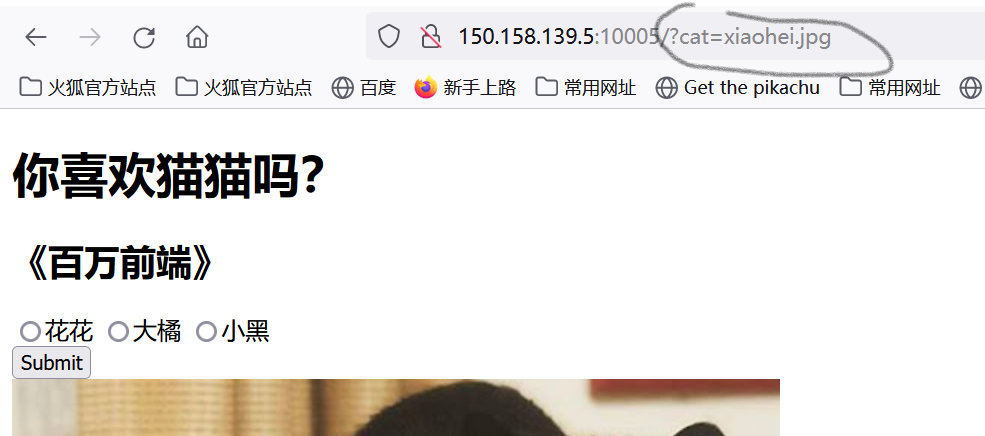 150.158.139.5:10005/?cat=xiaohei.jpg
火狐官方站点 火狐官方站点 百度 新手上路 常用网址 Get the pikachu 常用网址
你喜欢猫猫吗?
《百万前端》
花花 大橘 小黑
Submit